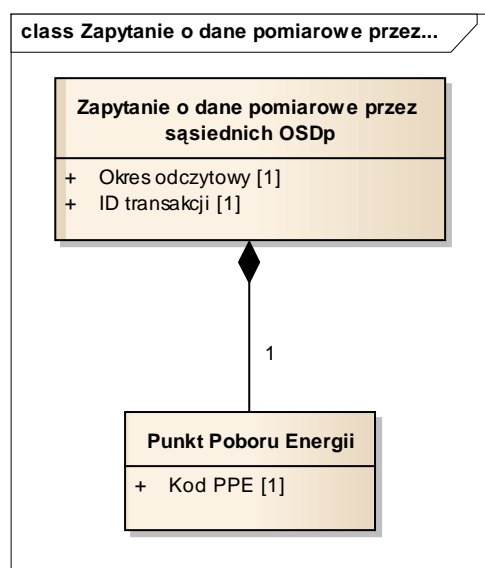 class Zapytanie o dane pomiarowe przez...
Zapytanie o dane pomiarowe przez
sąsiednich OSDp
+ Okres odczytowy [1]
+ ID transakcji [1]
1
Punkt Poboru Energii
+ Kod PPE [1]